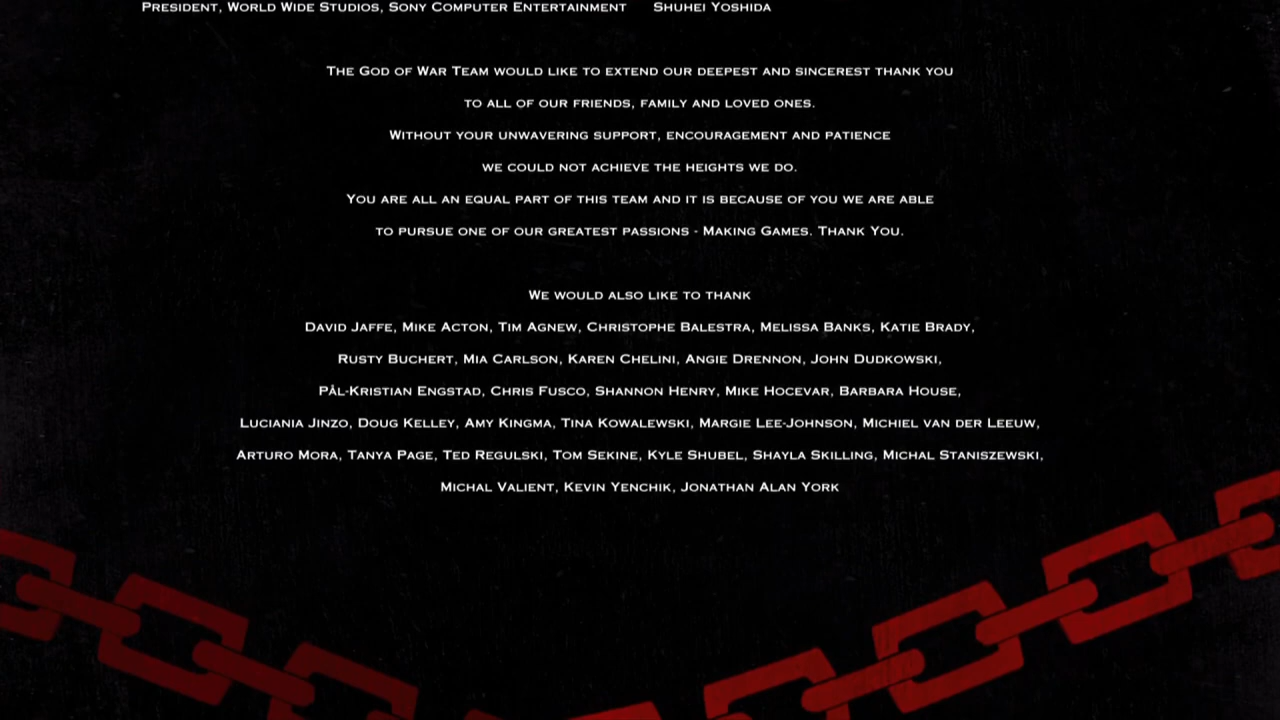 President, World Wide Studios, Sony Computer Entertainment Shuhei Yoshida
The God of War Team would like to extend our deepest and sincerest thank you
to all of our friends, family and loved ones.
Without your unwavering support, encouragement and patience
we could not achieve the heights we do.
You are all an equal part of this team and it is because of you we are able
to pursue one of our greatest passions - Making Games. Thank You.
We would also like to thank
David Jaffe, Mike Acton, Tim Agnew, Christophe Balestra, Melissa Banks, Katie Brady,
Rusty Buchert, Mia Carlson, Karen Chelini, Angie Drennon, John Dudkowski,
Pål-Kristian Engstad, Chris Fusco, Shannon Henry, Mike Hocevar, Barbara House,
Luciania Jinzo, Doug Kelley, Amy Kingma, Tina Kowalewski, Margie Lee-Johnson, Michiel van der Leeuw,
Arturo Mora, Tanya Page, Ted Regulski, Tom Sekine, Kyle Shubel, Shayla Skilling, Michal Staniszewski,
Michal Valient, Kevin Yenchik, Jonathan Alan York